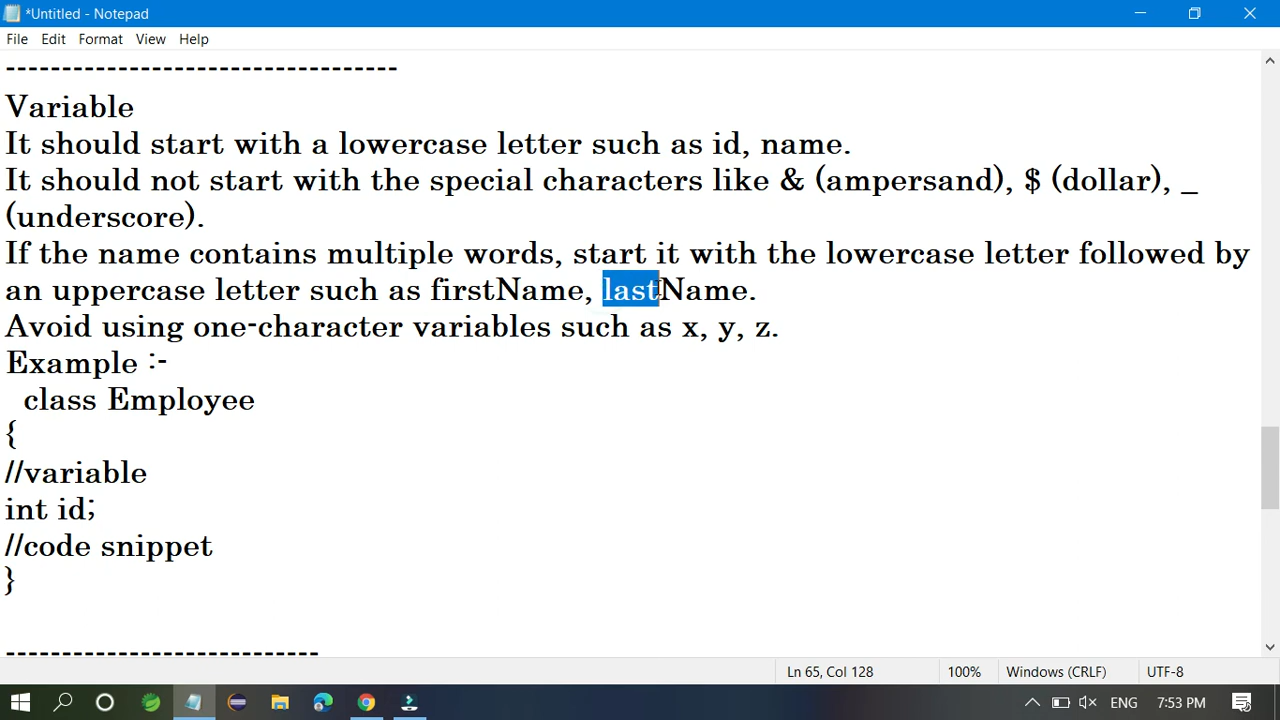 *Untitled - Notepad
File Edit Format View Help
-----------------------------------
Variable
It should start with a lowercase letter such as id, name.
It should not start with the special characters like & (ampersand), $ (dollar), _
(underscore).
If the name contains multiple words, start it with the lowercase letter followed by
an uppercase letter such as firstName, lastName.
Avoid using one-character variables such as x, y, z.
Example :-
class Employee
{
//variable
int id;
//code snippet
}
----------------------------
Ln 65, Col 128 100% Windows (CRLF) UTF-8
ENG 7:53 PM